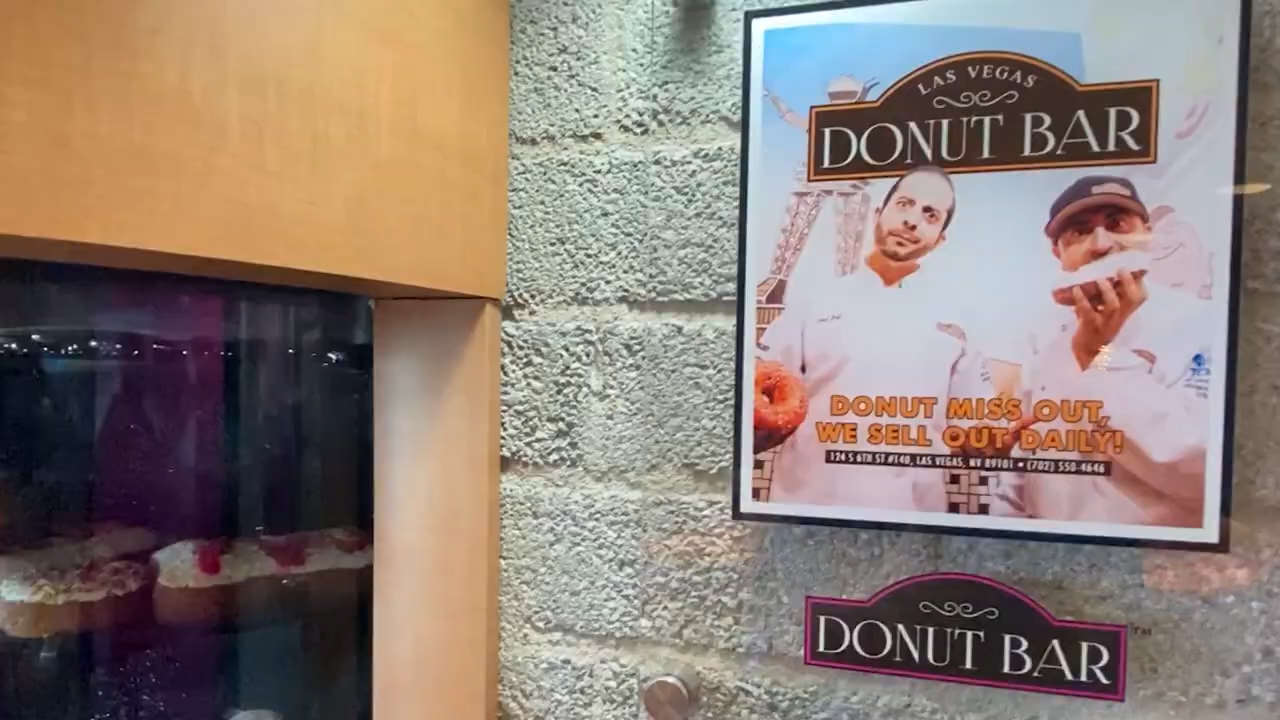 LAS VEGAS
DONUT BAR
DONUT MISS OUT,
WE SELL OUT DAILY!
124 S 6TH ST #140, LAS VEGAS, NV 89101 • (702) 550-4646
DONUT BAR™